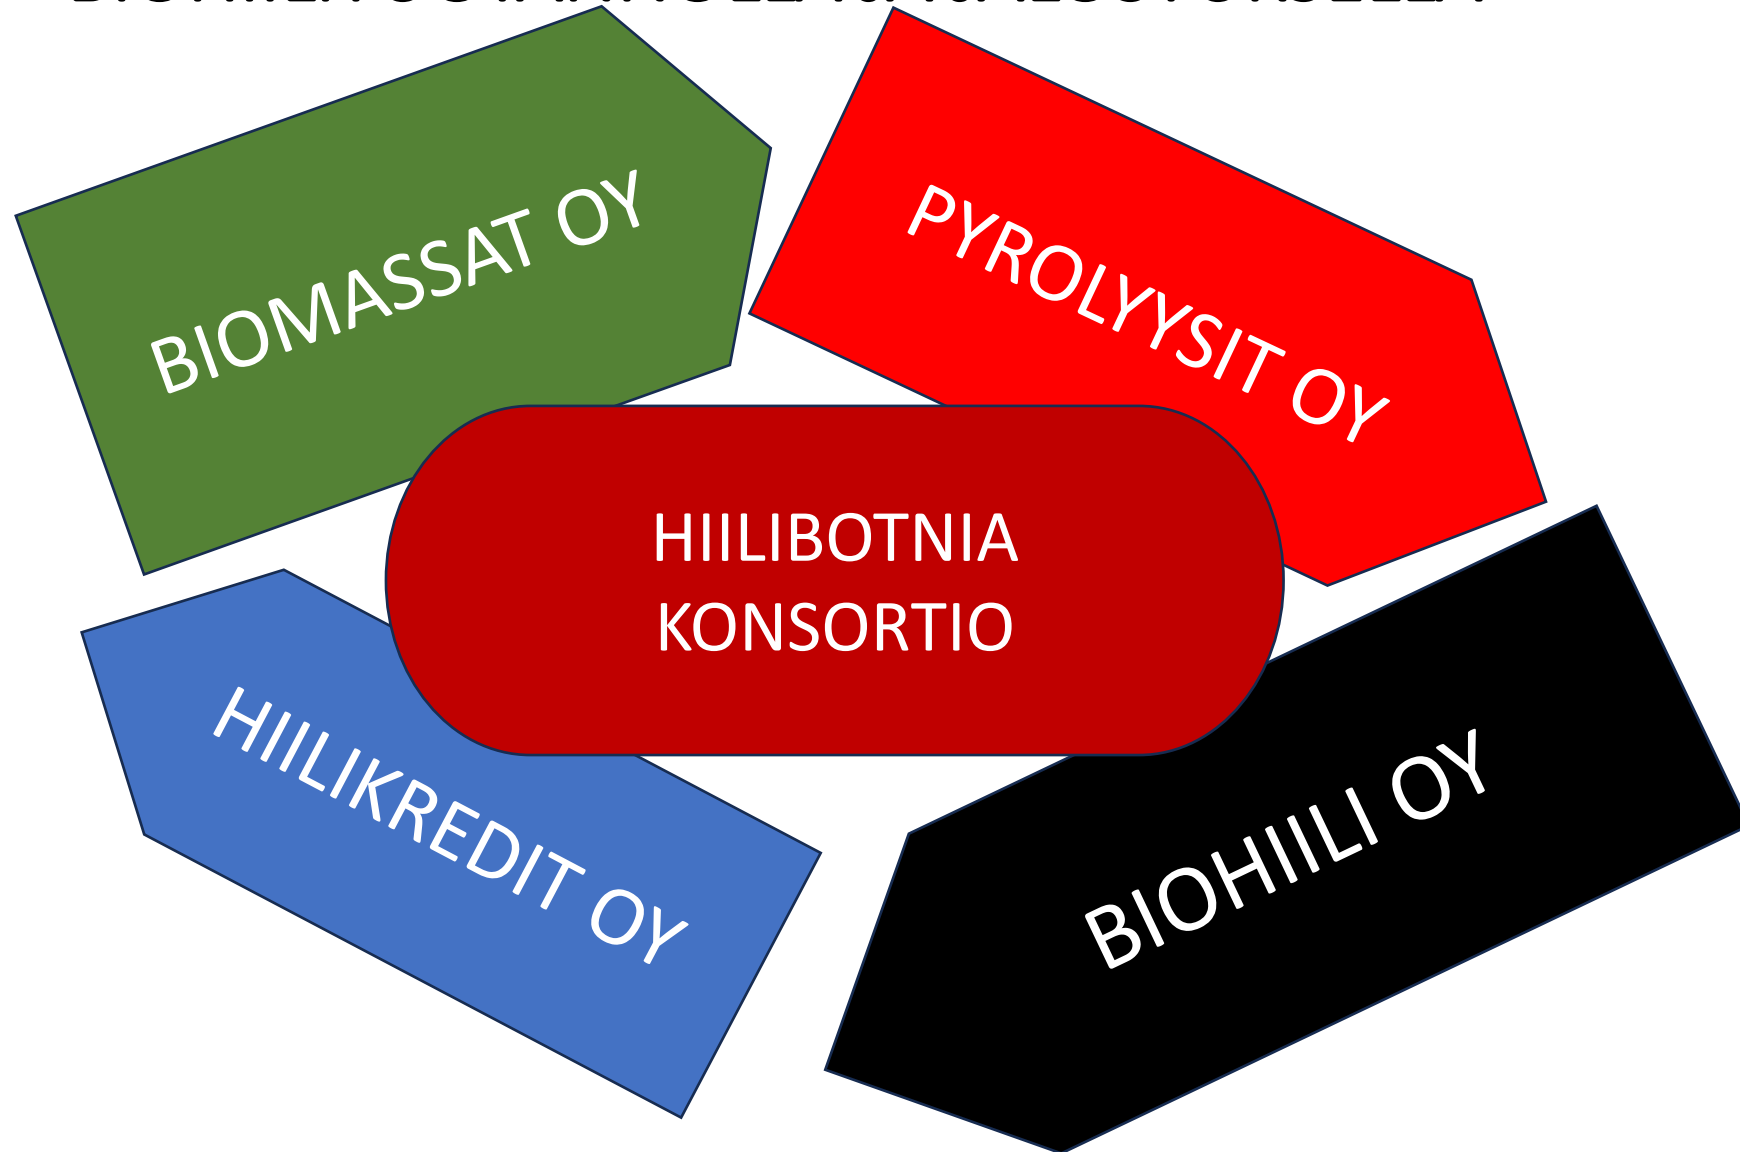 BIOMASSAT OY
PYROLYYSIT OY
HIILIBOTNIA
KONSORTIO
HIILIKREDIT OY
BIOHIILI OY